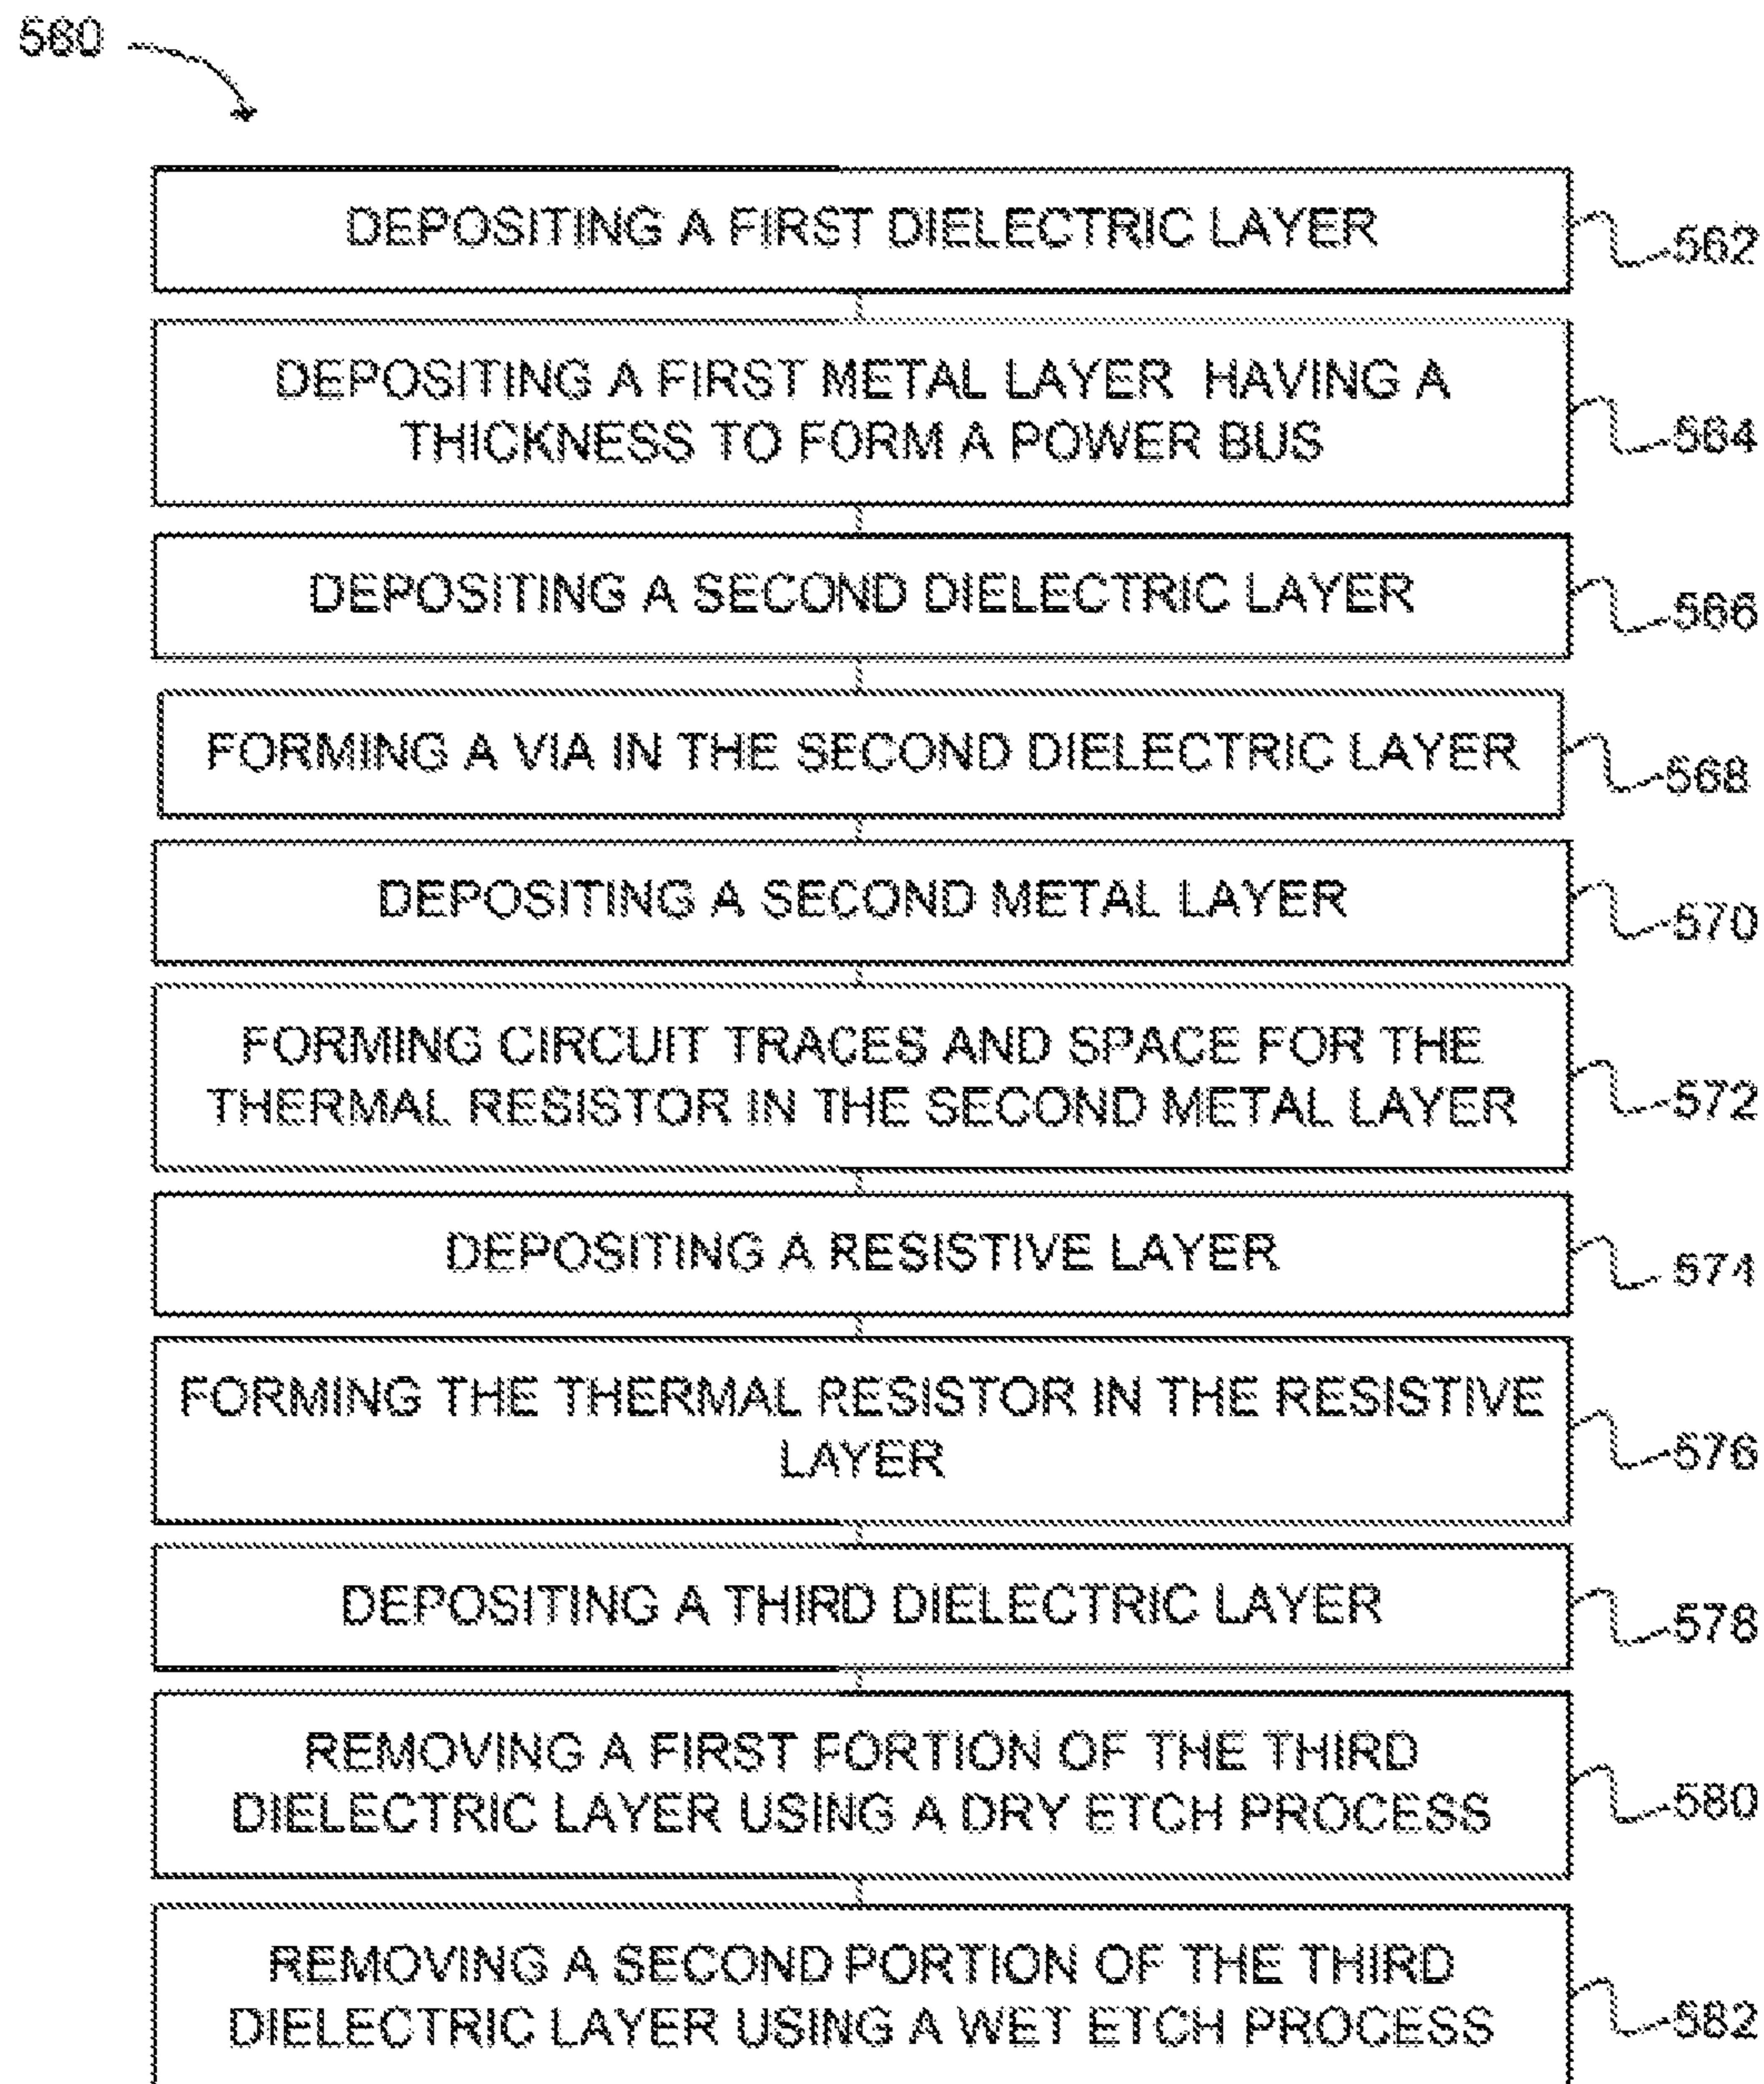 560
DEPOSITING A FIRST DIELECTRIC LAYER
562
DEPOSITING A FIRST METAL LAYER HAVING A
THICKNESS TO FORM A POWER BUS
564
DEPOSITING A SECOND DIELECTRIC LAYER
566
FORMING A VIA IN THE SECOND DIELECTRIC LAYER
568
DEPOSITING A SECOND METAL LAYER
570
FORMING CIRCUIT TRACES AND SPACE FOR THE
THERMAL RESISTOR IN THE SECOND METAL LAYER
572
DEPOSITING A RESISTIVE LAYER
574
FORMING THE THERMAL RESISTOR IN THE RESISTIVE
LAYER
576
DEPOSITING A THIRD DIELECTRIC LAYER
578
REMOVING A FIRST PORTION OF THE THIRD
DIELECTRIC LAYER USING A DRY ETCH PROCESS
580
REMOVING A SECOND PORTION OF THE THIRD
DIELECTRIC LAYER USING A WET ETCH PROCESS
582